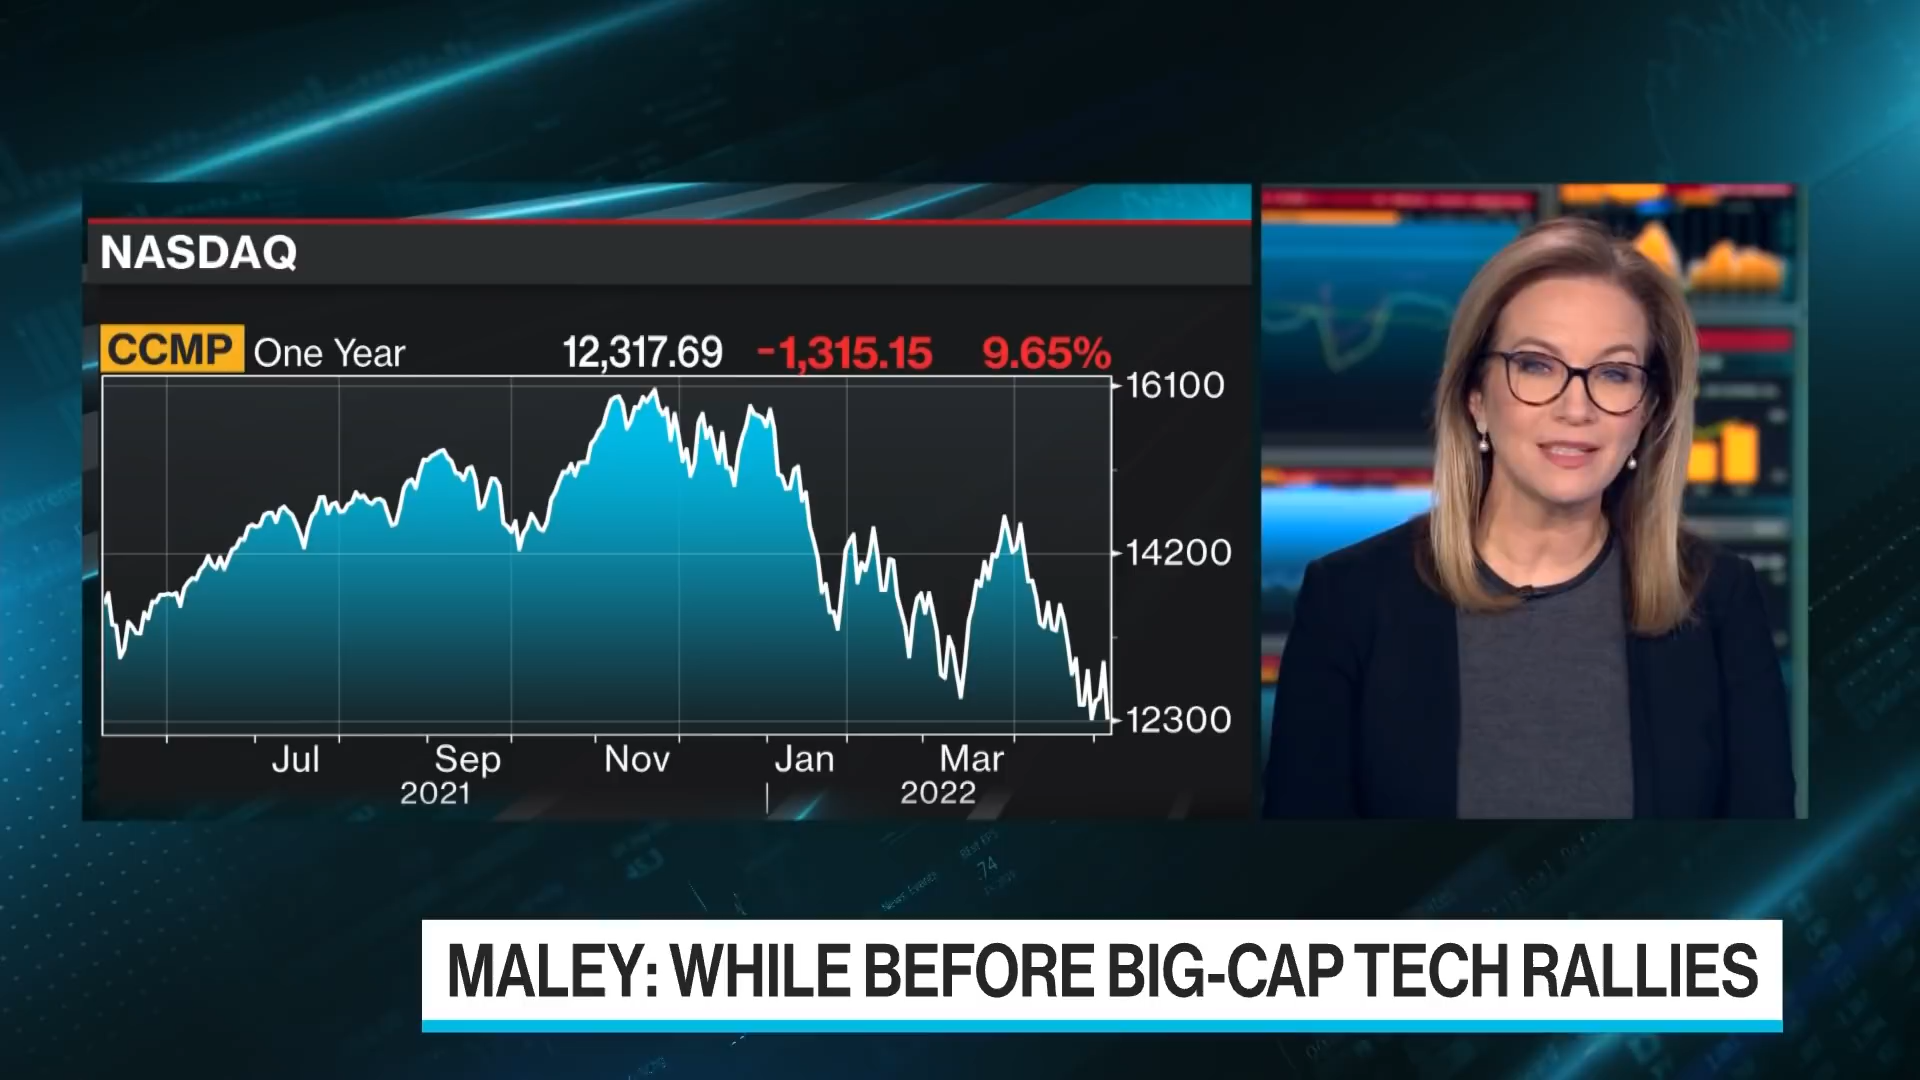 NASDAQ
CCMP One Year 12,317.69 -1,315.15 9.65%
16100
14200
12300
Jul Sep Nov Jan Mar
2021 2022
74
MALEY: WHILE BEFORE BIG-CAP TECH RALLIES